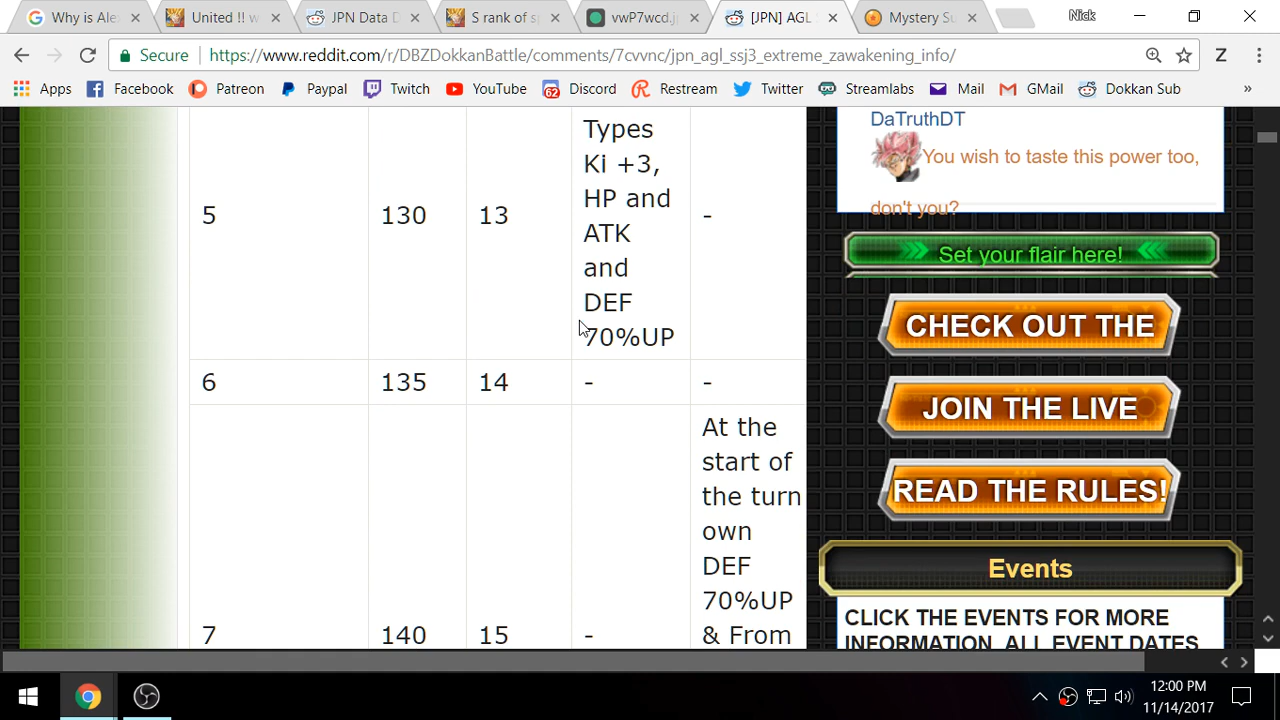 Why is Ale
United !! w
JPN Data D
S rank of s
vwP7wcd.j
[JPN] AGL
Mystery Su
Nick
Secure
https://www.reddit.com/r/DBZDokkanBattle/comments/7cvvnc/jpn_agl_ssj3_extreme_zawakening_info/
Apps
Facebook
Patron
Paypal
Twitch
YouTube
62
Discord
Restream
Twitter
Streamlabs
Mail
GMail
Dokkan Sub
»
5
130
13
Types
Ki +3,
HP and
ATK
and
DEF
70%UP
-
6
135
14
-
-
7
140
15
-
At the
start of
the turn
own
DEF
70%UP
& From
DaTruthDT
You wish to taste this power too,
don't you?
Set your flair here!
CHECK OUT THE
JOIN THE LIVE
READ THE RULES!
Events
CLICK THE EVENTS FOR MORE
INFORMATION. ALL EVENT DATES
12:00 PM
11/14/2017